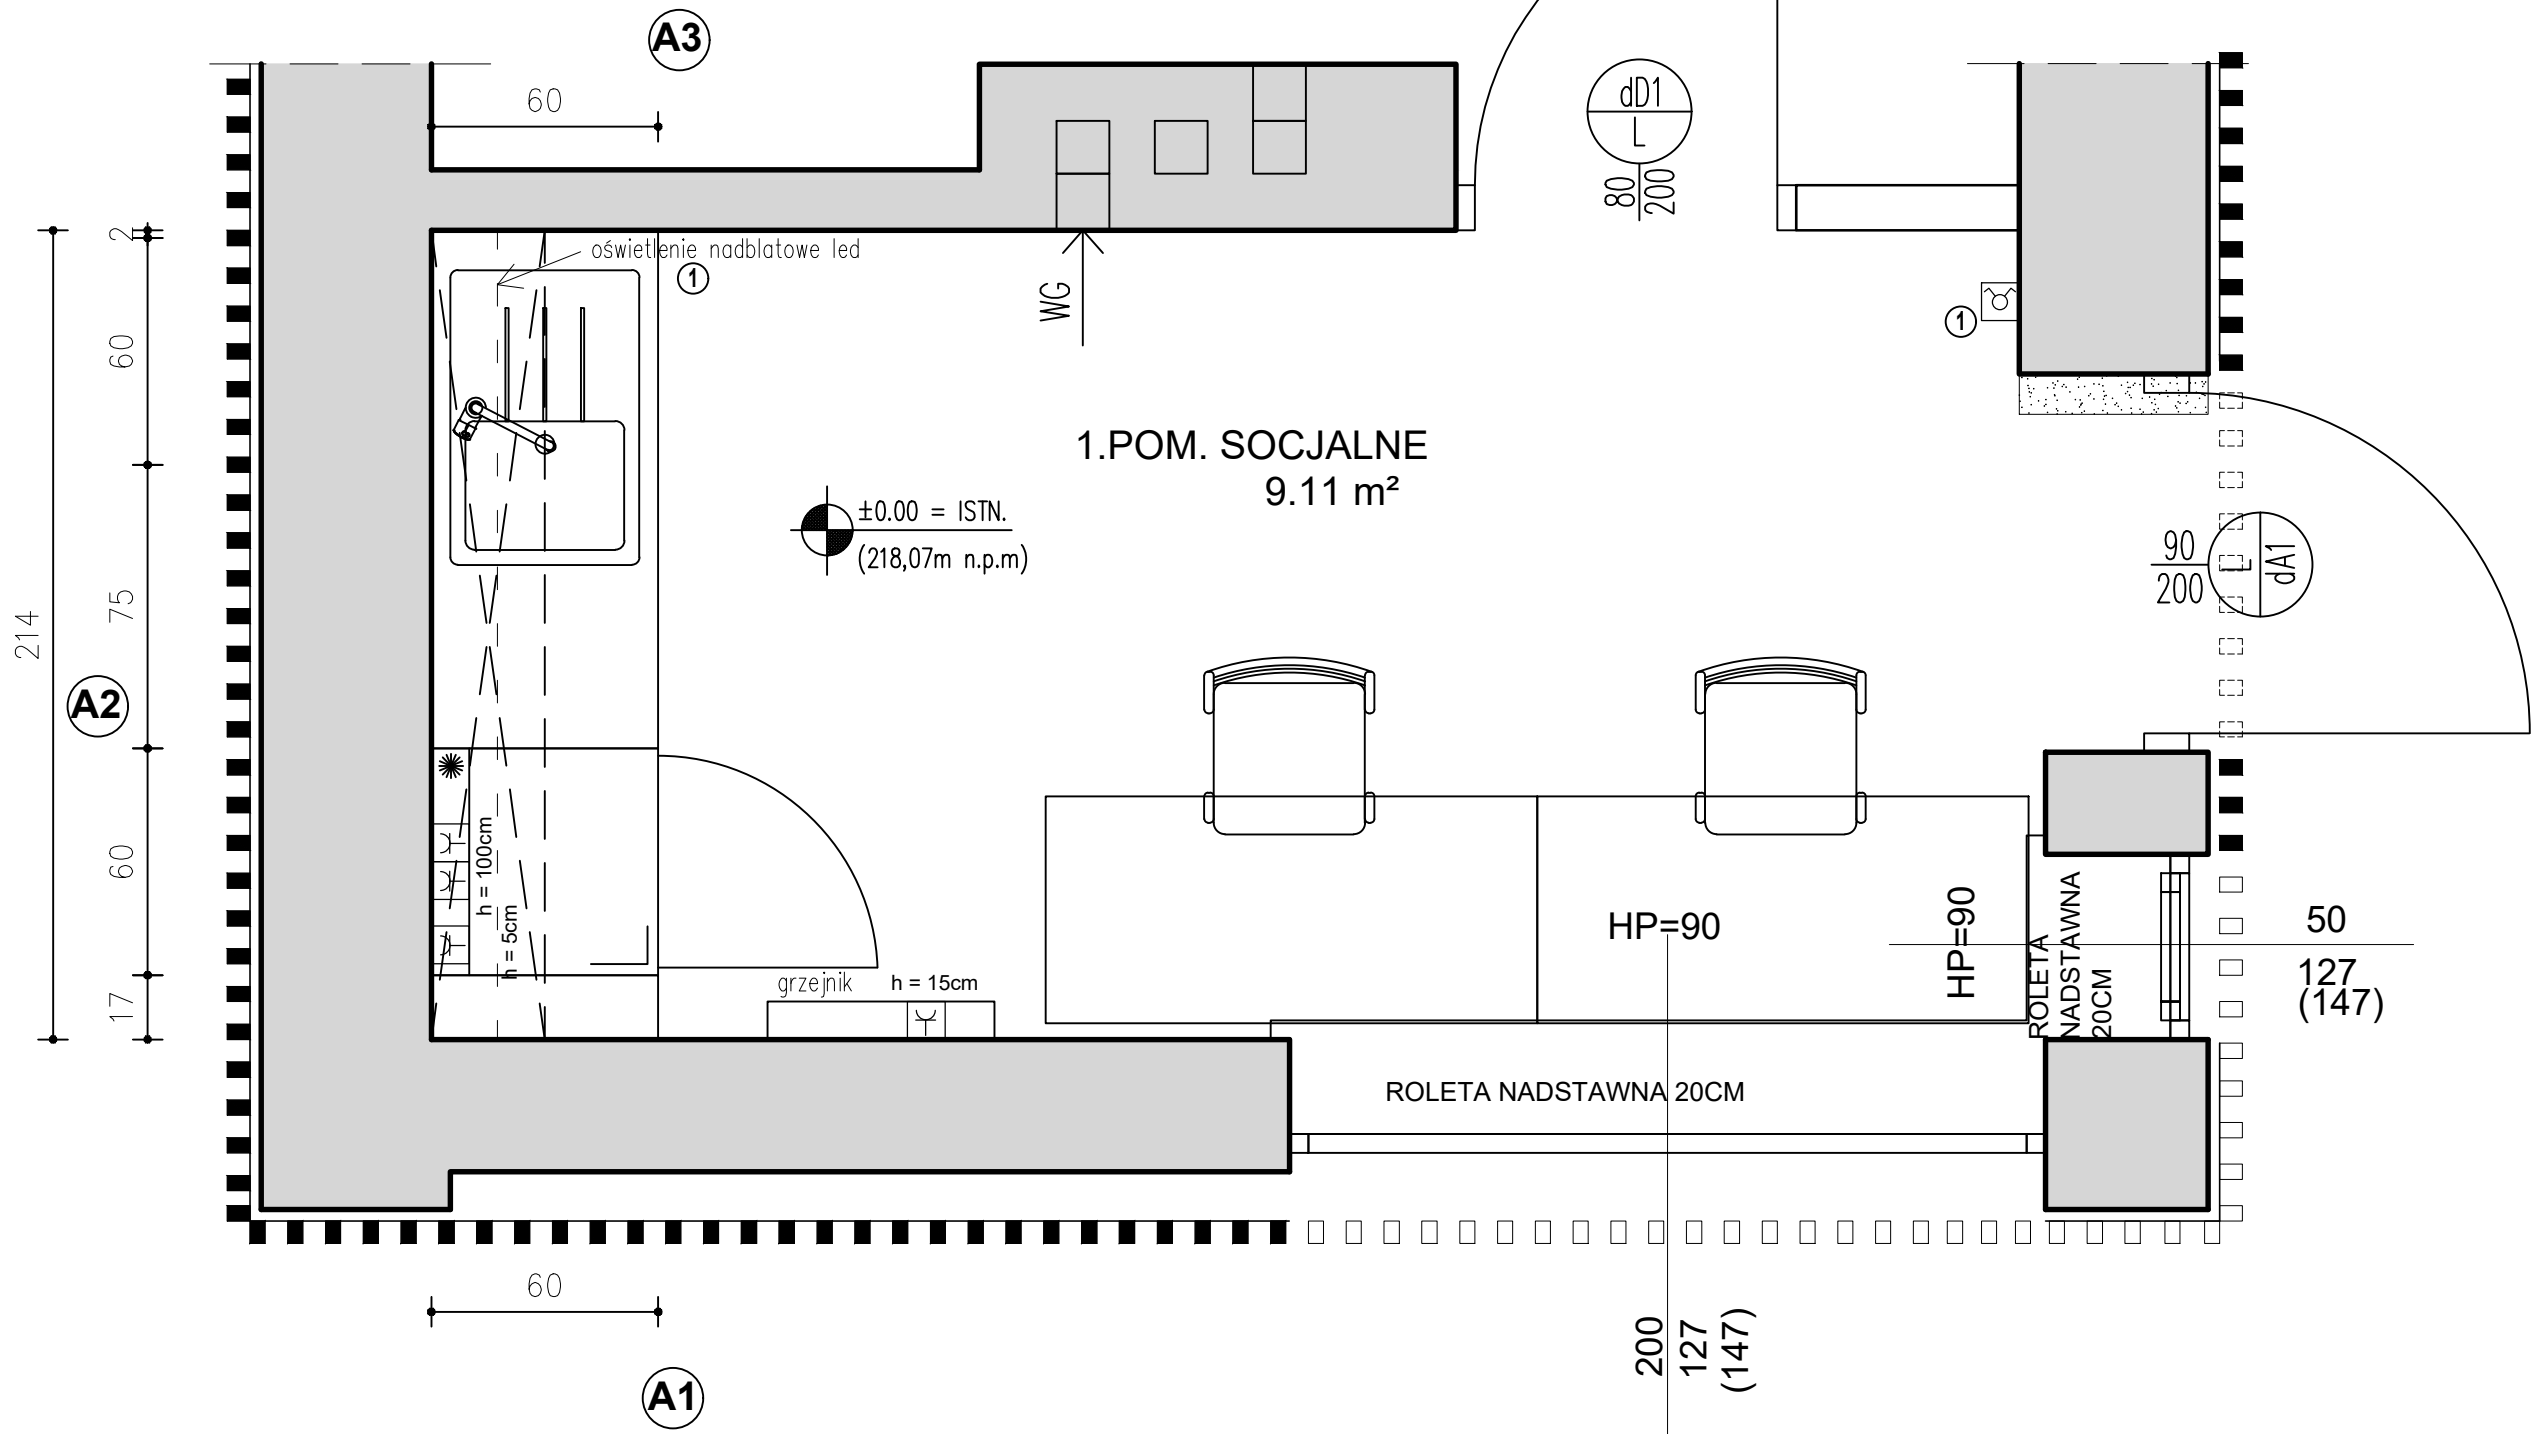 A3
60
dD1
L
80
200
2
oświetlenie nadblatowe led
1
WG
1
60
1.POM. SOCJALNE
9.11 m²
±0.00 = ISTN.
(218,07m n.p.m)
90
200
L
dA1
75
214
A2
60
h = 100cm
h = 5cm
HP=90
HP=90
ROLETA
NADSTAWNA
20CM
50
127
(147)
grzejnik
h = 15cm
17
ROLETA NADSTAWNA 20CM
60
200
127
(147)
A1